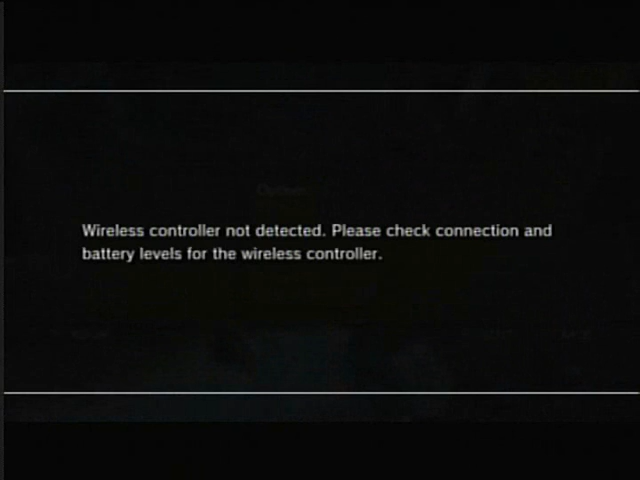 Wireless controller not detected. Please check connection and
battery levels for the wireless controller.